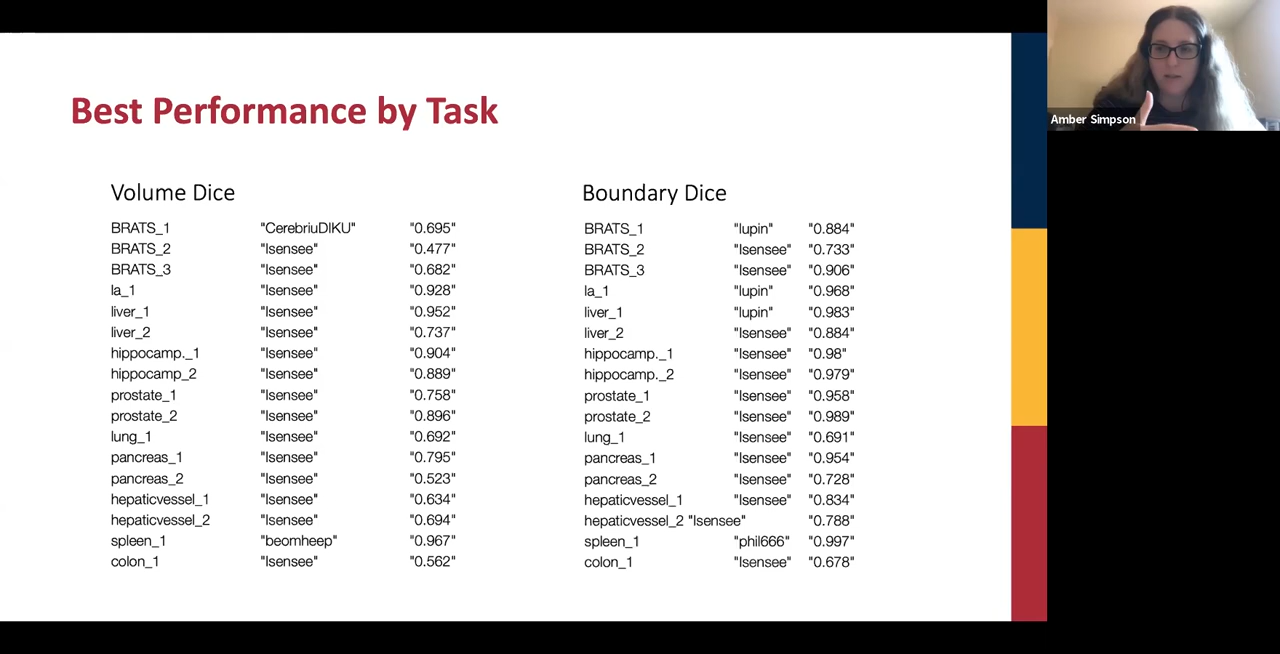 Best Performance by Task
Volume Dice
BRATS_1 "CerebriuDIKU" "0.695"
BRATS_2 "Isensee" "0.477"
BRATS_3 "Isensee" "0.682"
la_1 "Isensee" "0.928"
liver_1 "Isensee" "0.952"
liver_2 "Isensee" "0.737"
hippocamp._1 "Isensee" "0.904"
hippocamp_2 "Isensee" "0.889"
prostate_1 "Isensee" "0.758"
prostate_2 "Isensee" "0.896"
lung_1 "Isensee" "0.692"
pancreas_1 "Isensee" "0.795"
pancreas_2 "Isensee" "0.523"
hepaticvessel_1 "Isensee" "0.634"
hepaticvessel_2 "Isensee" "0.694"
spleen_1 "beomheep" "0.967"
colon_1 "Isensee" "0.562"
Boundary Dice
BRATS_1 "lupin" "0.884"
BRATS_2 "Isensee" "0.733"
BRATS_3 "Isensee" "0.906"
la_1 "lupin" "0.968"
liver_1 "lupin" "0.983"
liver_2 "Isensee" "0.884"
hippocamp._1 "Isensee" "0.98"
hippocamp._2 "Isensee" "0.979"
prostate_1 "Isensee" "0.958"
prostate_2 "Isensee" "0.989"
lung_1 "Isensee" "0.691"
pancreas_1 "Isensee" "0.954"
pancreas_2 "Isensee" "0.728"
hepaticvessel_1 "Isensee" "0.834"
hepaticvessel_2 "Isensee" "0.788"
spleen_1 "phil666" "0.997"
colon_1 "Isensee" "0.678"
Amber Simpson